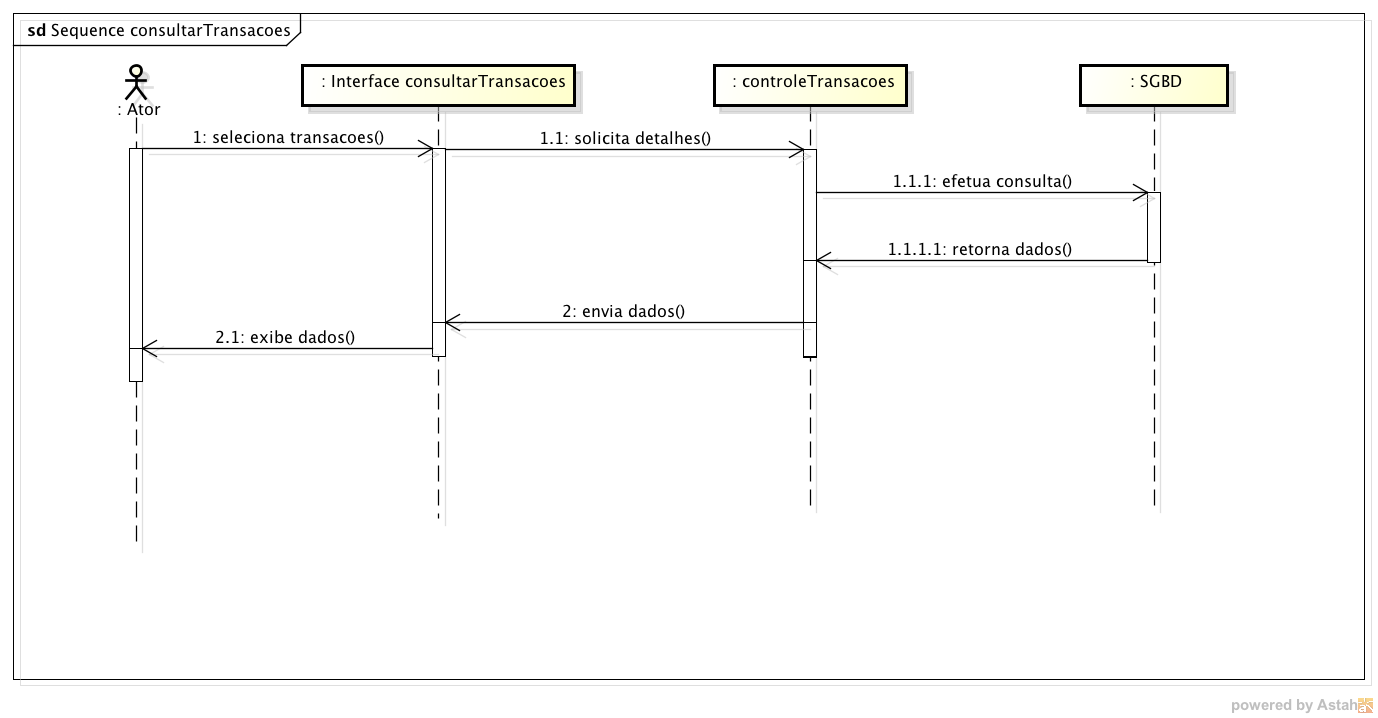 sd Sequence consultarTransacoes
: Ator
: Interface consultarTransacoes
: controleTransacoes
: SGBD
1: seleciona transacoes()
1.1: solicita detalhes()
1.1.1: efetua consulta()
1.1.1.1: retorna dados()
2: envia dados()
2.1: exibe dados()
powered by Astah